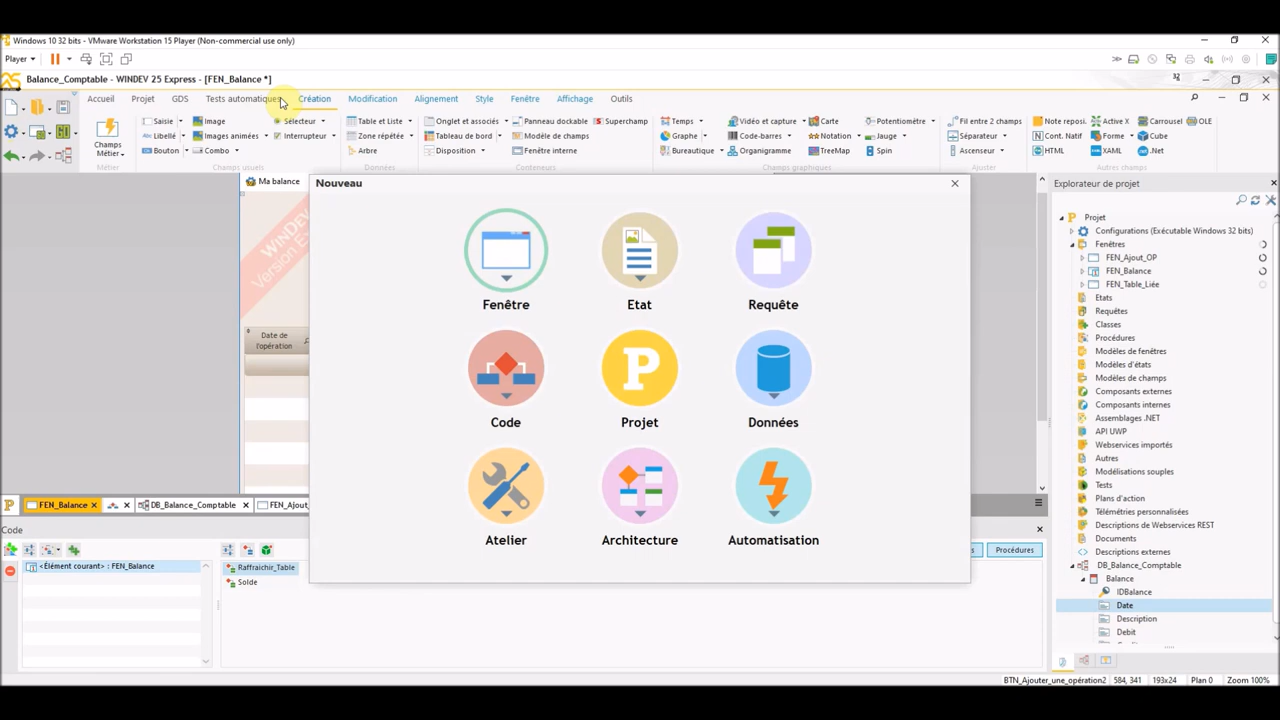 Windows 10 32 bits - VMware Workstation 15 Player (Non-commercial use only)
Player
Balance_Comptable - WINDEV 25 Express - [FEN_Balance *]
Accueil Projet GDS Tests automatiques Création Modification Alignement Style Fenêtre Affichage Outils
Saisie Image Sélecteur Table et Liste Onglet et associés Panneau dockable Superchamp Temps Vidéo et capture Carte Potentiomètre Fil entre 2 champs Note reposi. Active X Carrousel OLE
Champs Métier
Libellé Images animées Interrupteur Zone répétée Tableau de bord Modèle de champs Graphe Code-barres Notation Jauge Séparateur Cont. Natif Forme Cube
Bouton Combo Arbre Disposition Fenêtre interne Bureautique Organigramme TreeMap Spin Ascenseur HTML XAML .Net
Métier Champs usuels Données Conteneurs Champs graphiques Ajuster Autres champs
Ma balance
Nouveau
Explorateur de projet
WINDEV
Version
Date de
l'opération
Fenêtre Etat Requête
Code Projet Données
Atelier Architecture Automatisation
Projet
Configurations (Exécutable Windows 32 bits)
Fenêtres
FEN_Ajout_OP
FEN_Balance
FEN_Table_Liée
Etats
Requêtes
Classes
Procédures
Modèles de fenêtres
Modèles d'états
Modèles de champs
Composants externes
Composants internes
Assemblages .NET
API UWP
Webservices importés
Autres
Modélisations souples
Tests
Plans d'action
Télémétries personnalisées
Descriptions de Webservices REST
Documents
Descriptions externes
DB_Balance_Comptable
Balance
IDBalance
Date
Description
Debit
FEN_Balance DB_Balance_Comptable FEN_Ajou
Code
Procédures
<Élément courant> : FEN_Balance
Raffraichir_Table
Solde
BTN_Ajouter_une_opération2 584, 341 193x24 Plan 0 Zoom 100%